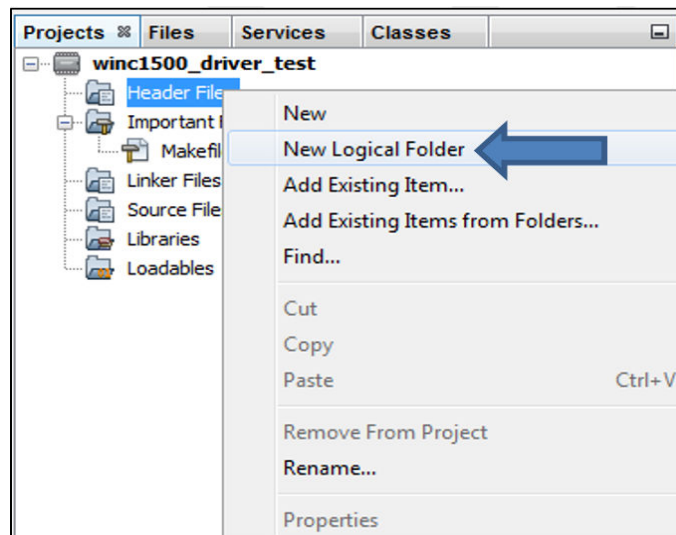 Projects Files Services Classes
winc1500_driver_test
Header File
New
Important
New Logical Folder
Makefil
Add Existing Item...
Linker Files
Add Existing Items from Folders...
Source File
Find...
Libraries
Loadables
Cut
Copy
Paste Ctrl+V
Remove From Project
Rename...
Properties